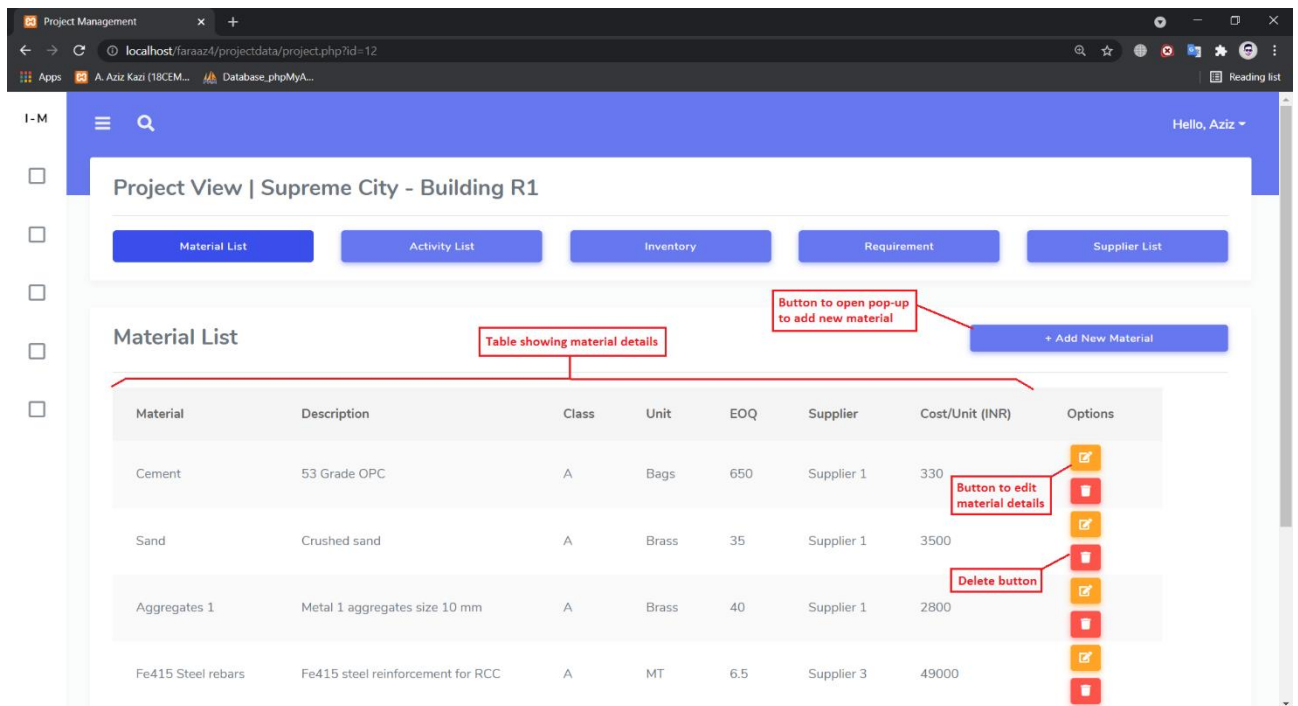 Project Management
localhost/faraaz4/projectdata/project.php?id=12
Apps A. Aziz Kazi (18CEM... Database_phpMyA... Reading list
I-M Hello, Aziz
Project View | Supreme City - Building R1
Material List Activity List Inventory Requirement Supplier List
Button to open pop-up
to add new material
Material List
Table showing material details
+ Add New Material
Material Description Class Unit EOQ Supplier Cost/Unit (INR) Options
Cement 53 Grade OPC A Bags 650 Supplier 1 330
Button to edit
material details
Sand Crushed sand A Brass 35 Supplier 1 3500
Delete button
Aggregates 1 Metal 1 aggregates size 10 mm A Brass 40 Supplier 1 2800
Fe415 Steel rebars Fe415 steel reinforcement for RCC A MT 6.5 Supplier 3 49000